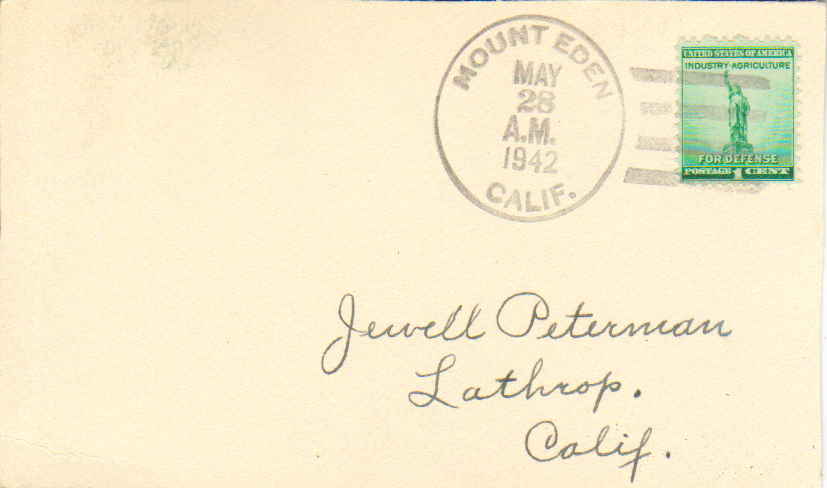 MOUNT EDEN
MAY
28
A.M.
1942
CALIF.
UNITED STATES OF AMERICA
INDUSTRY AGRICULTURE
FOR DEFENSE
POSTAGE 1 CENT
Jewell Peterman
Lathrop.
Calif.